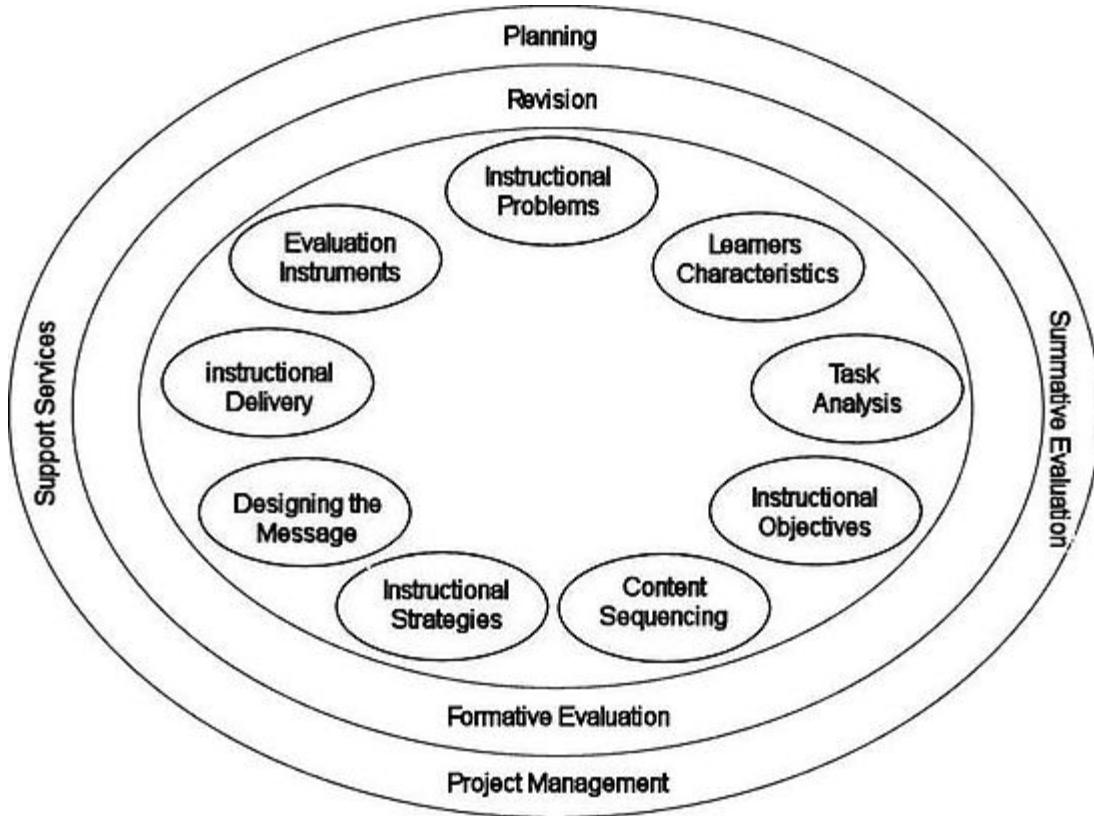 Planning
Revision
Instructional
Problems
Evaluation
Instruments
Learners
Characteristics
instructional
Delivery
Task
Analysis
Support Services
Summative Evaluation
Designing the
Message
Instructional
Objectives
Instructional
Strategies
Content
Sequencing
Formative Evaluation
Project Management